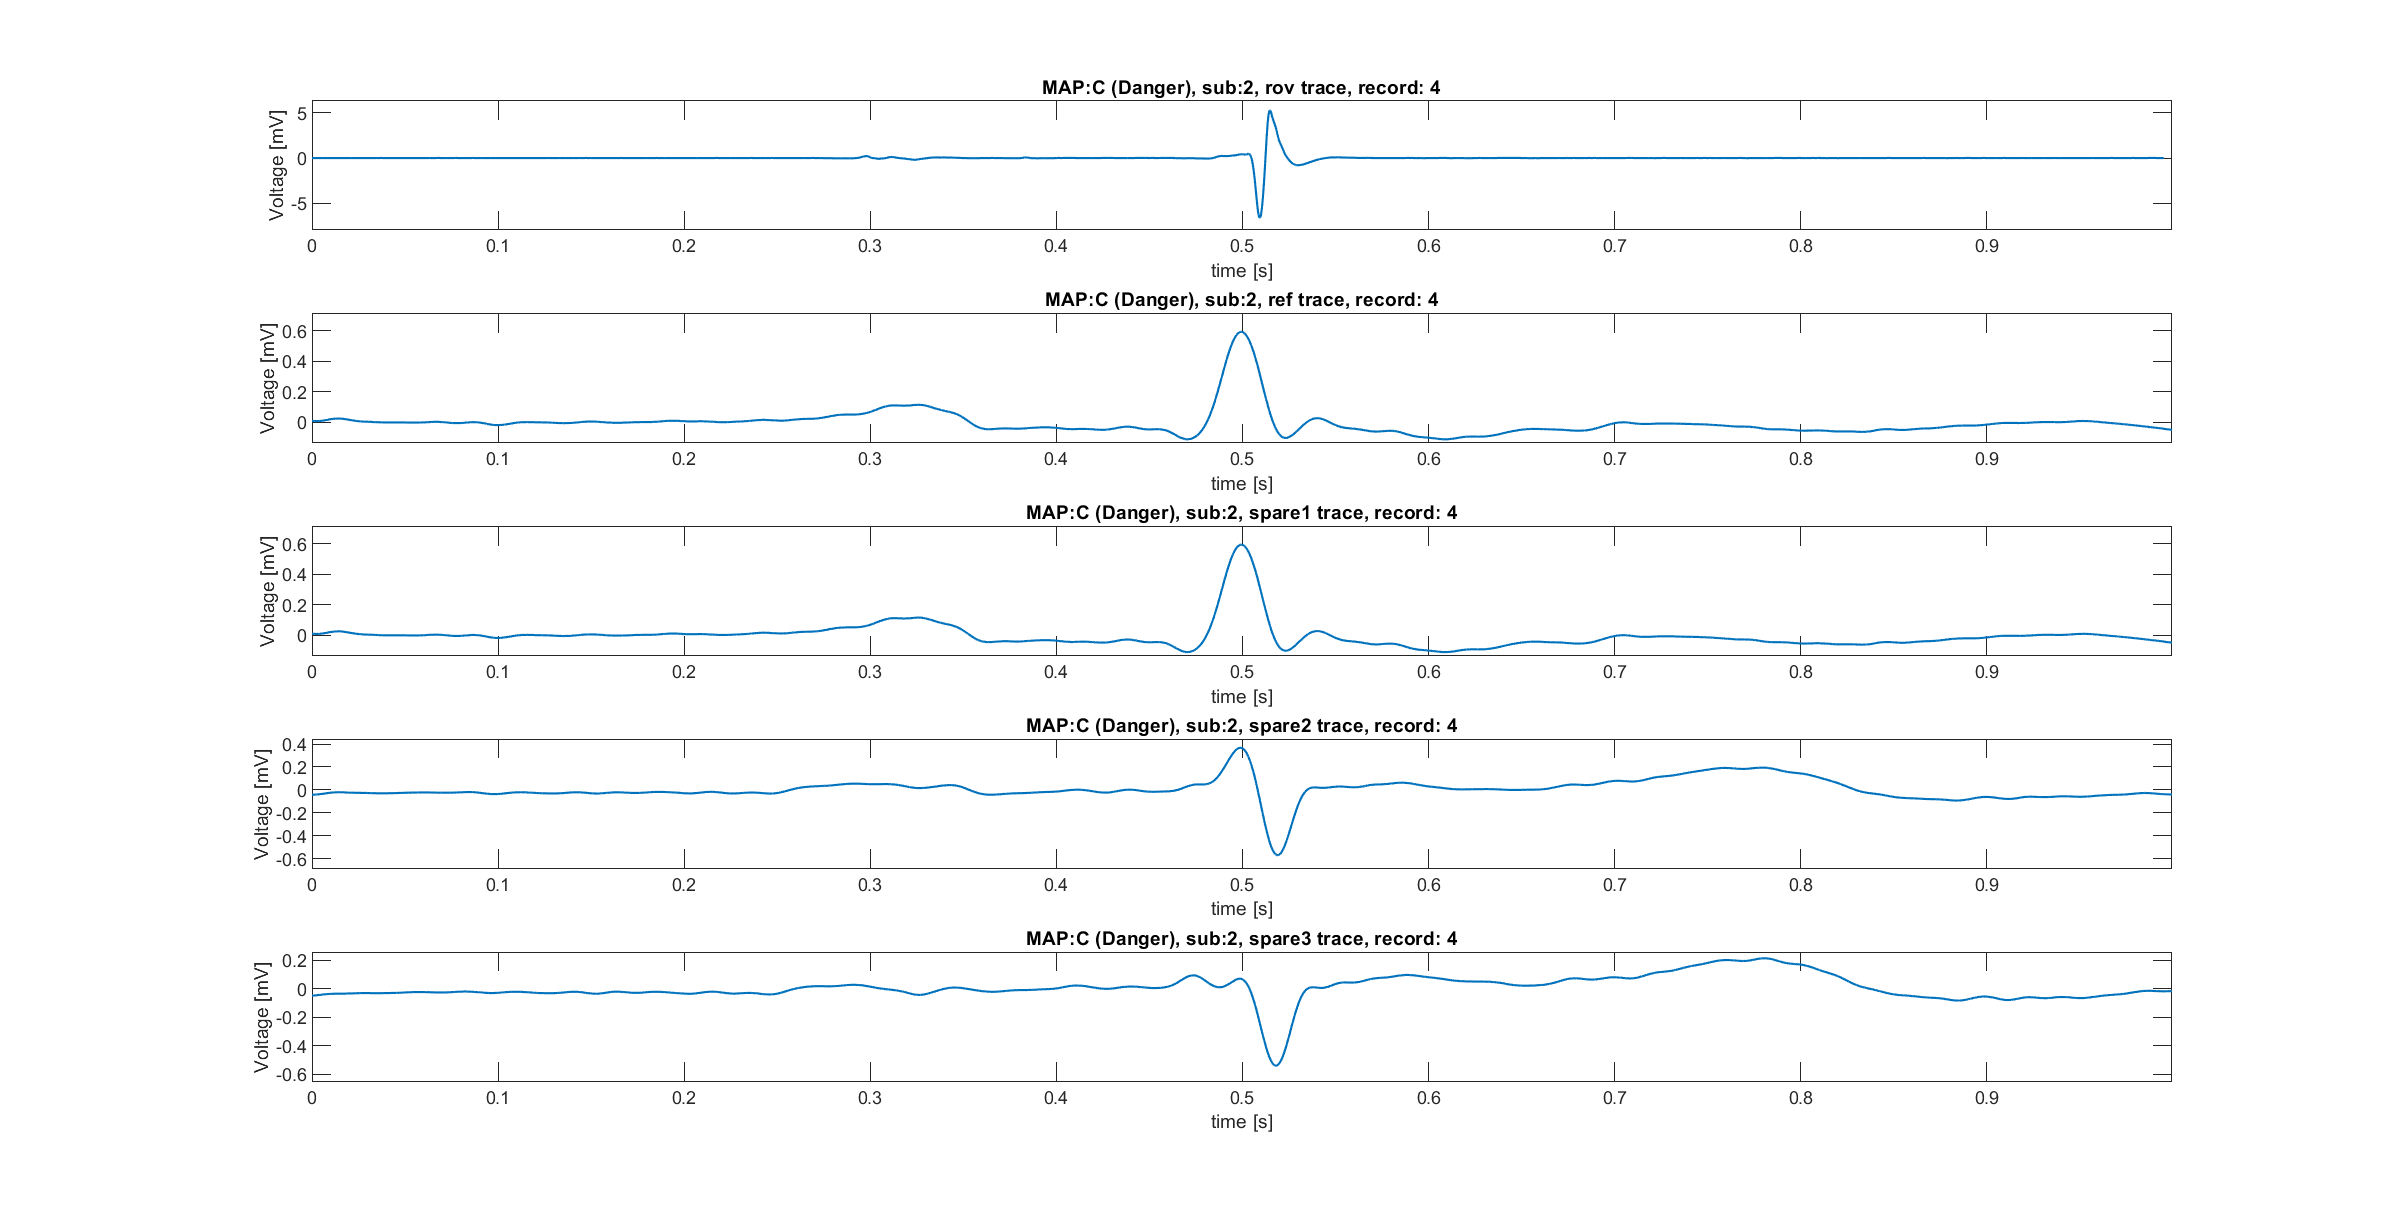 MAP:C (Danger), sub:2, rov trace, record: 4
Voltage [mV]
5
0
-5
0 0.1 0.2 0.3 0.4 0.5 0.6 0.7 0.8 0.9
time [s]
MAP:C (Danger), sub:2, ref trace, record: 4
Voltage [mV]
0.6
0.4
0.2
0
0 0.1 0.2 0.3 0.4 0.5 0.6 0.7 0.8 0.9
time [s]
MAP:C (Danger), sub:2, spare1 trace, record: 4
Voltage [mV]
0.6
0.4
0.2
0
0 0.1 0.2 0.3 0.4 0.5 0.6 0.7 0.8 0.9
time [s]
MAP:C (Danger), sub:2, spare2 trace, record: 4
Voltage [mV]
0.4
0.2
0
-0.2
-0.4
-0.6
0 0.1 0.2 0.3 0.4 0.5 0.6 0.7 0.8 0.9
time [s]
MAP:C (Danger), sub:2, spare3 trace, record: 4
Voltage [mV]
0.2
0
-0.2
-0.4
-0.6
0 0.1 0.2 0.3 0.4 0.5 0.6 0.7 0.8 0.9
time [s]